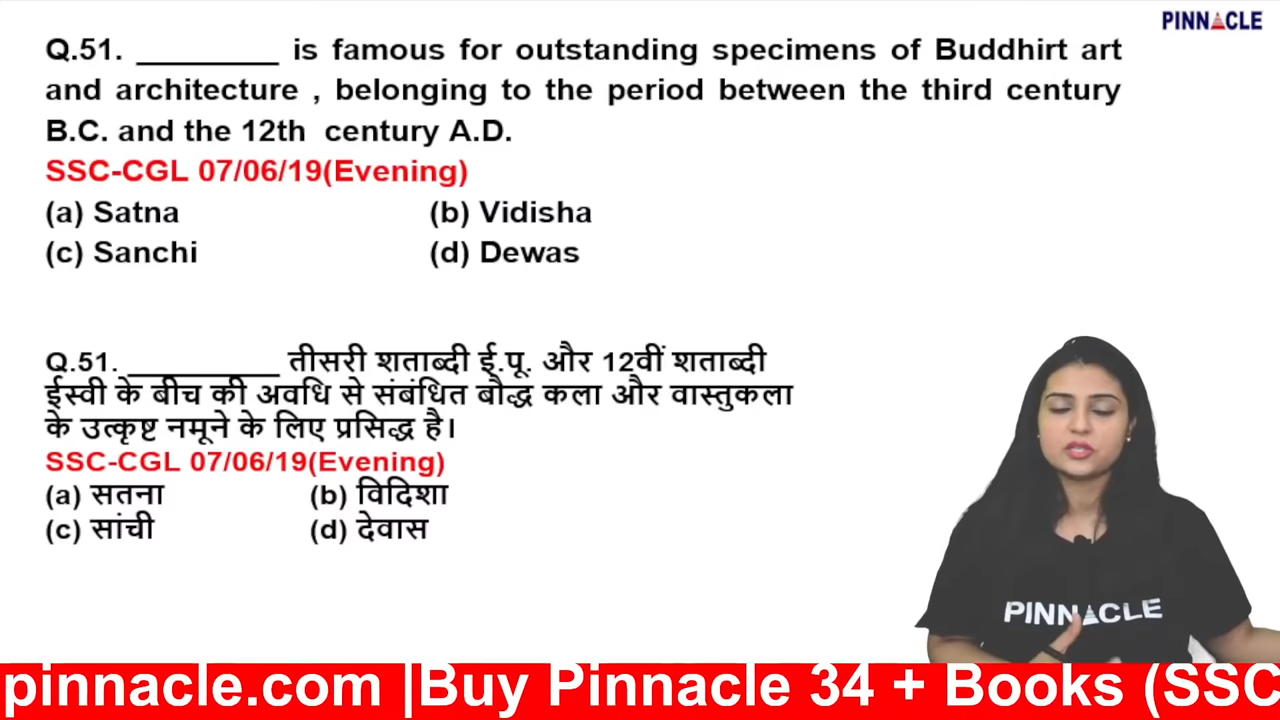 PINNACLE
Q.51. ________ is famous for outstanding specimens of Buddhirt art
and architecture , belonging to the period between the third century
B.C. and the 12th century A.D.
SSC-CGL 07/06/19(Evening)
(a) Satna (b) Vidisha
(c) Sanchi (d) Dewas
Q.51. _________ तीसरी शताब्दी ई.पू. और 12वीं शताब्दी
ईस्वी के बीच की अवधि से संबंधित बौद्ध कला और वास्तुकला
के उत्कृष्ट नमूने के लिए प्रसिद्ध है।
SSC-CGL 07/06/19(Evening)
(a) सतना (b) विदिशा
(c) सांची (d) देवास
PINNACLE
pinnacle.com |Buy Pinnacle 34 + Books (SSC